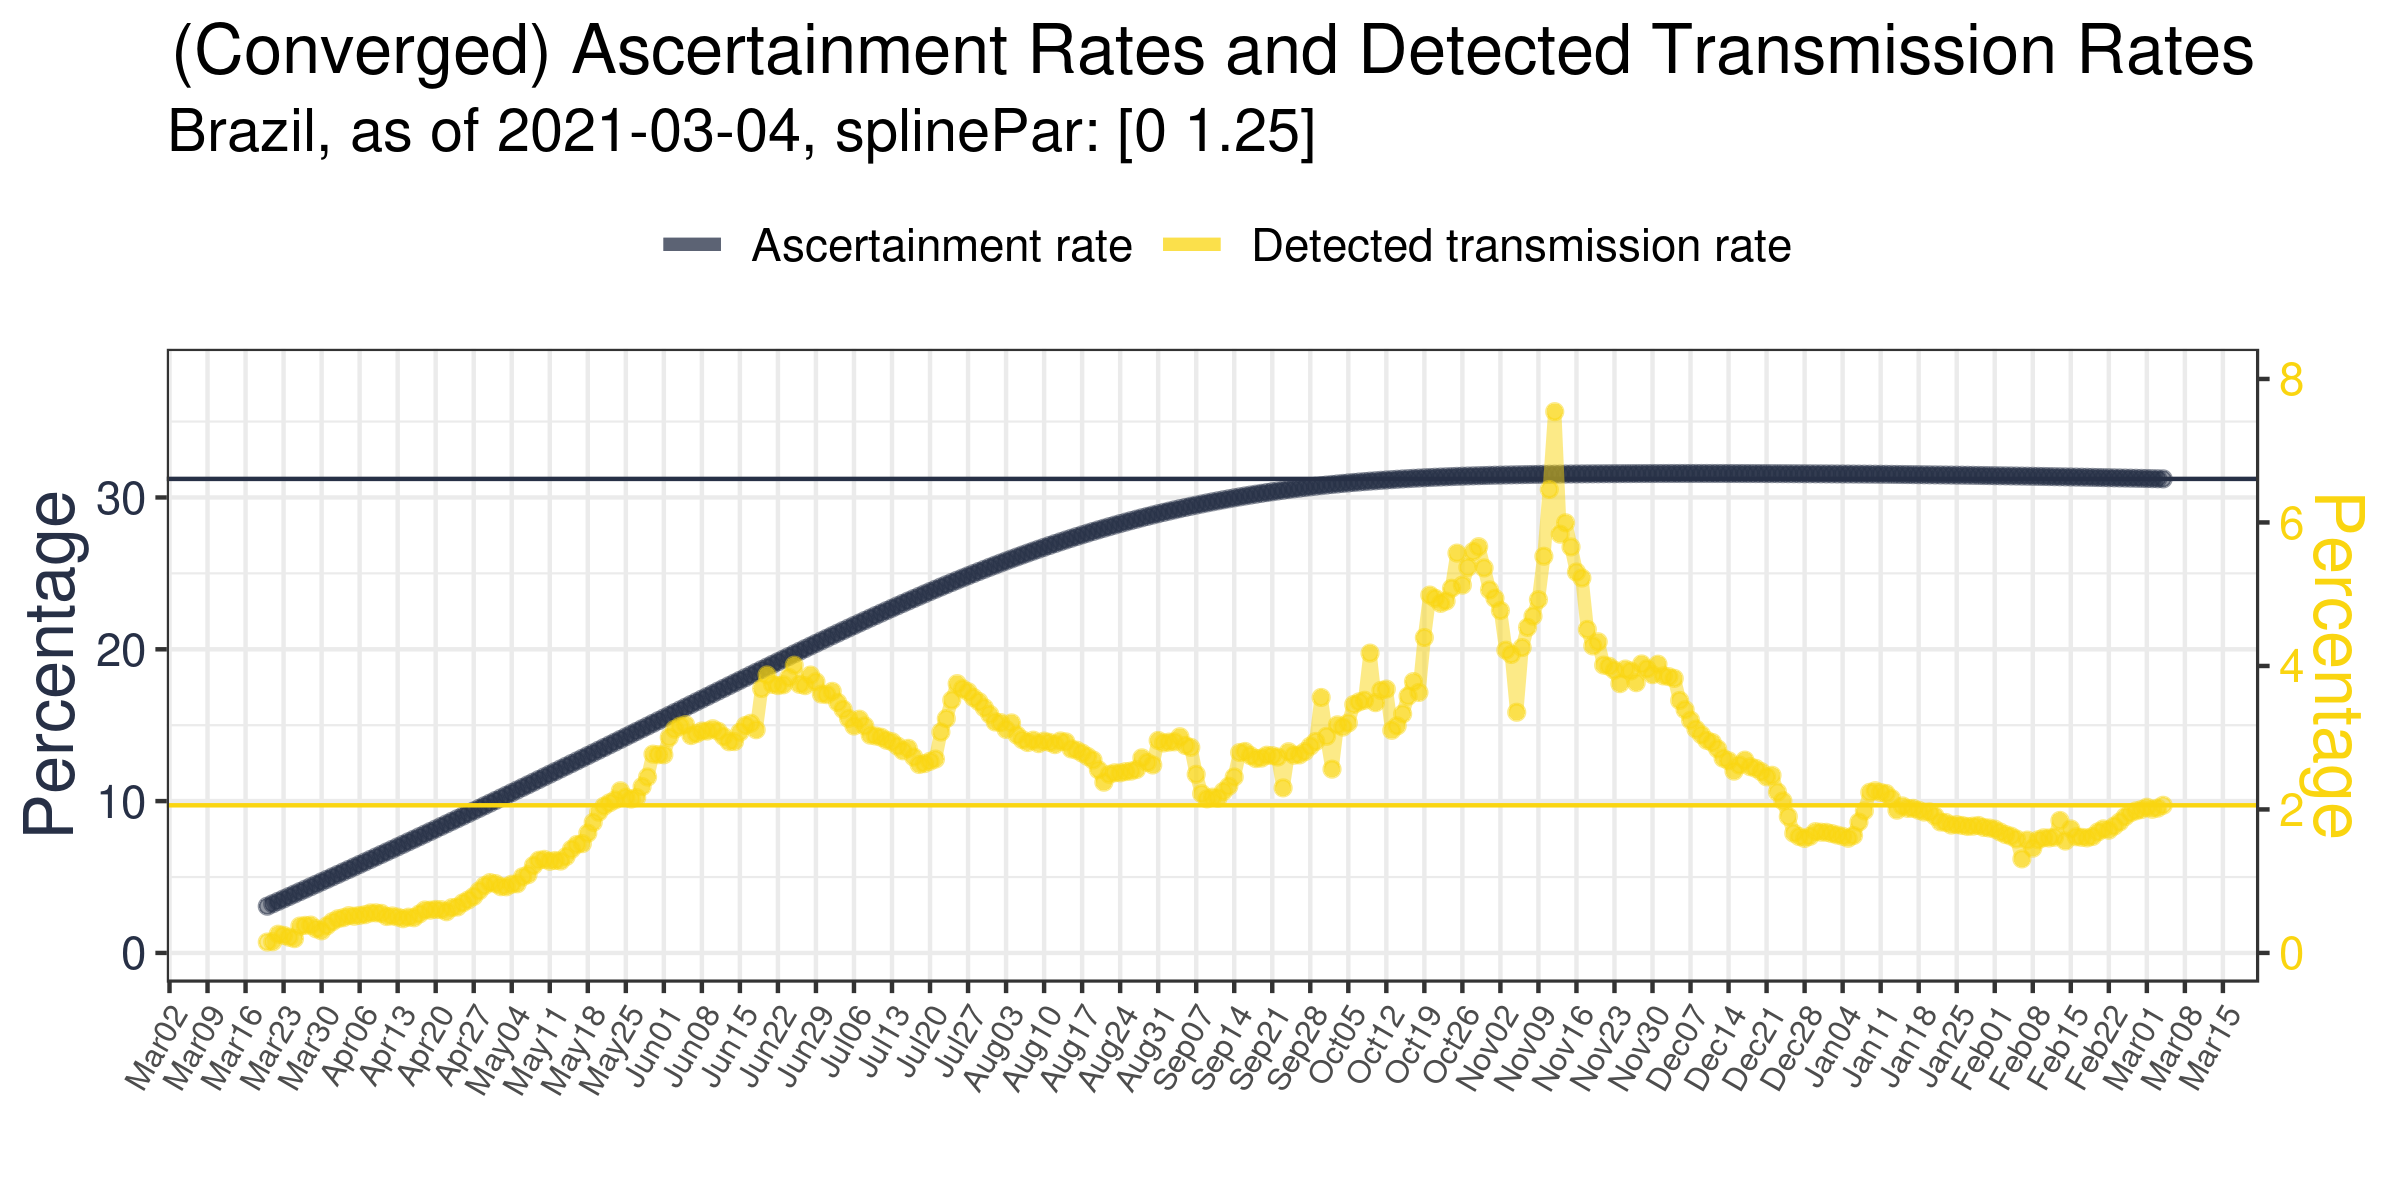 (Converged) Ascertainment Rates and Detected Transmission Rates
Brazil, as of 2021-03-04, splinePar: [0 1.25]
Ascertainment rate
Detected transmission rate
Percentage
30
20
10
0
8
6
4
2
0
Percentage
Mar02
Mar09
Mar16
Mar23
Mar30
Apr06
Apr13
Apr20
Apr27
May04
May11
May18
May25
Jun01
Jun08
Jun15
Jun22
Jun29
Jul06
Jul13
Jul20
Jul27
Aug03
Aug10
Aug17
Aug24
Aug31
Sep07
Sep14
Sep21
Sep28
Oct05
Oct12
Oct19
Oct26
Nov02
Nov09
Nov16
Nov23
Nov30
Dec07
Dec14
Dec21
Dec28
Jan04
Jan11
Jan18
Jan25
Feb01
Feb08
Feb15
Feb22
Mar01
Mar08
Mar15